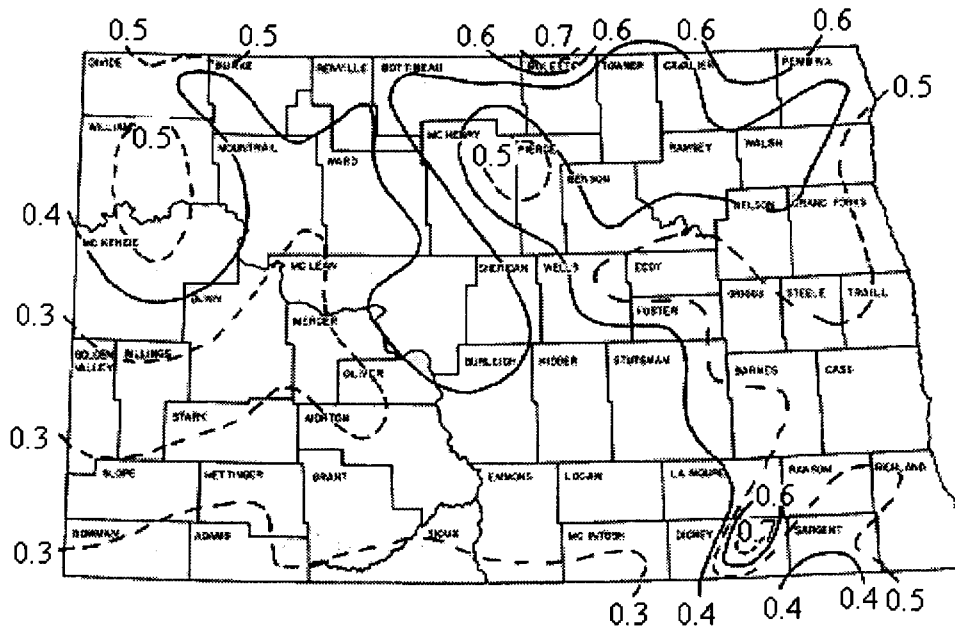 0.5 0.5 0.6 0.7 0.6 0.6 0.6
DIVIDE BURKE RENVILLE BOTTINEAU ROLETTE TOWNER CAVALIER PEMBINA
0.5
WILLIAMS 0.5 MOUNTRAIL WARD MC HENRY 0.5 PIERCE BENSON RAMSEY WALSH
0.4 NELSON GRAND FORKS
MC KENZIE MC LEAN SHERIDAN WELLS EDDY
0.3 DUNN MERCER FOSTER GRIGGS STEELE TRAILL
GOLDEN VALLEY BILLINGS OLIVER BURLEIGH KIDDER STUTSMAN BARNES CASS
0.3 STARK MORTON
SLOPE HETTINGER GRANT EMMONS LOGAN LA MOURE RANSOM RICHLAND
0.6
0.3 BOWMAN ADAMS SIOUX MC INTOSH DICKEY 0.7 SARGENT
0.3 0.4 0.4 0.4 0.5